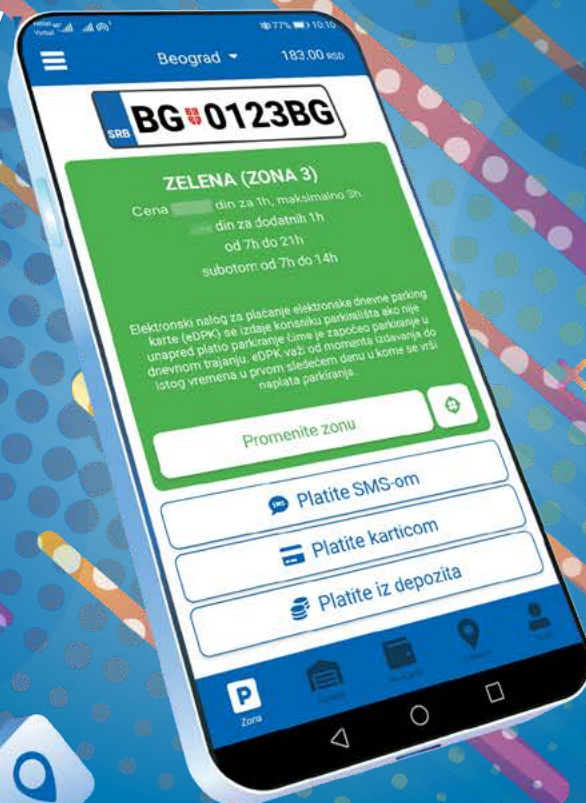 77% 10:10
Beograd
183.00 RSD
SRB BG 0123BG
ZELENA (ZONA 3)
Cena din za 1h, maksimalno 3h
din za dodatnih 1h
od 7h do 21h
subotom od 7h do 14h
Elektronski nalog za plaćanje elektronske dnevne parking
karte (eDPK) se izdaje korisniku parkirališta ako nije
unapred platio parkiranje čime je započeo parkiranje u
dnevnom trajanju. eDPK važi od momenta izdavanja do
istog vremena u prvom sledećem danu u kome se vrši
naplata parkiranja.
Promenite zonu
SMS Platite SMS-om
Platite karticom
Platite iz depozita
P
Zona